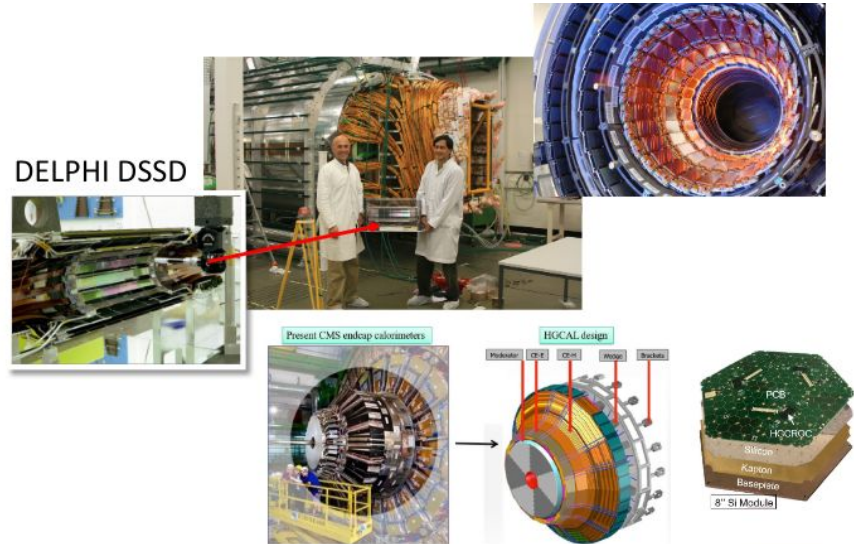 DELPHI DSSD
Present CMS endcap calorimeters
HGCAL design
Moderator
CE-E
CE-H
Wedge
Brackets
PCB
HGCROC
Silicon
Kapton
Baseplate
8" Si Module